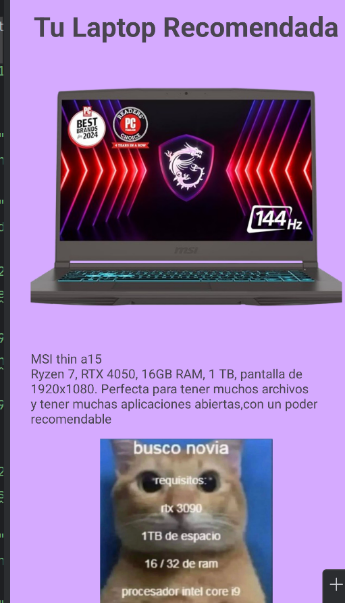 Tu Laptop Recomendada
BEST
BRANDS
2024
READERS'
PC
CHOICE
144Hz
msi
MSI thin a15
Ryzen 7, RTX 4050, 16GB RAM, 1 TB, pantalla de
1920x1080. Perfecta para tener muchos archivos
y tener muchas aplicaciones abiertas,con un poder
recomendable
busco novia
requisitos:
rtx 3090
1TB de espacio
16 / 32 de ram
procesador intel core i9